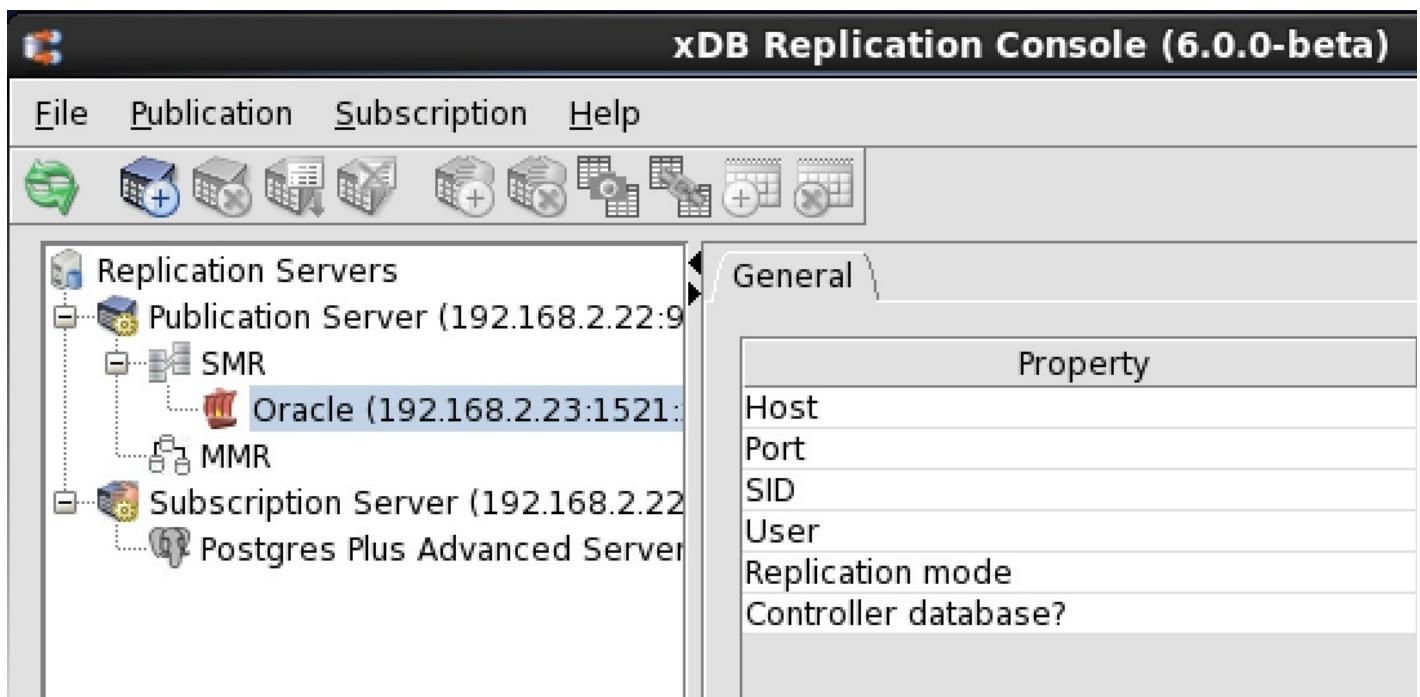 xDB Replication Console (6.0.0-beta)
File Publication Subscription Help
Replication Servers
Publication Server (192.168.2.22:9
SMR
Oracle (192.168.2.23:1521:
MMR
Subscription Server (192.168.2.22
Postgres Plus Advanced Server
General
Property
Host
Port
SID
User
Replication mode
Controller database?